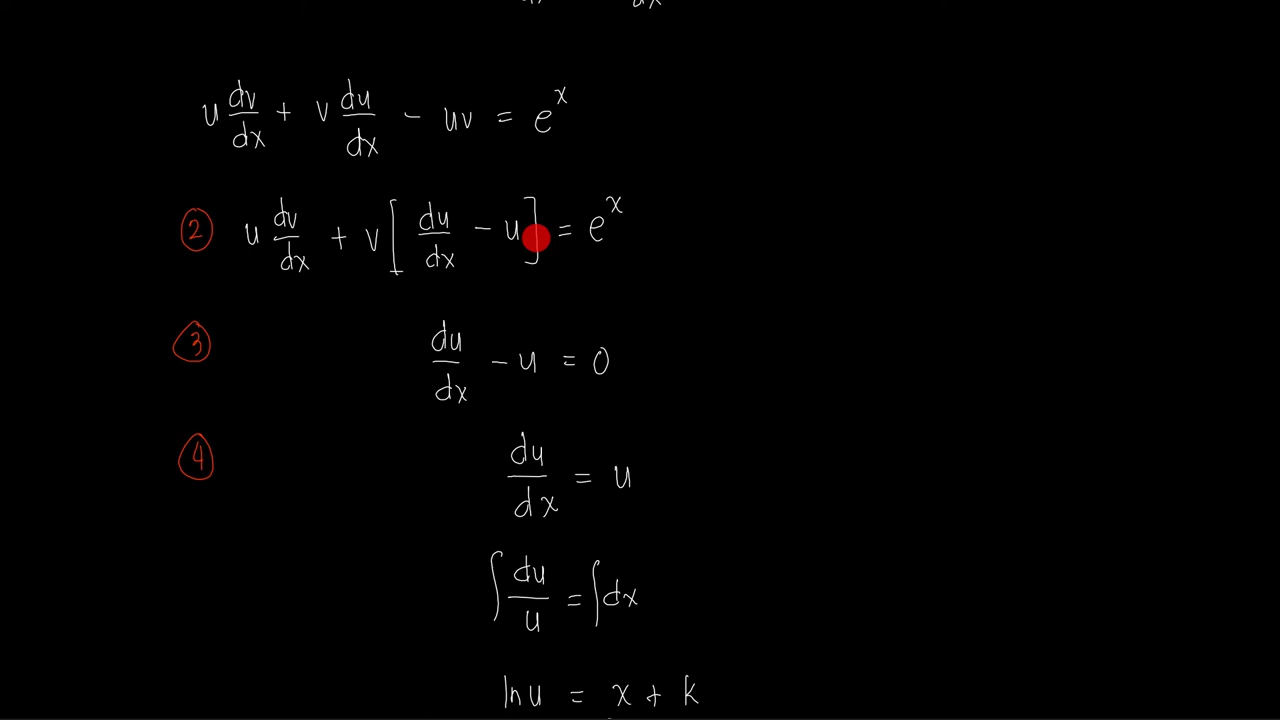 u dv/dx + v du/dx - uv = e^x
② u dv/dx + v[du/dx - u] = e^x
③ du/dx - u = 0
④ du/dx = u
∫ du/u = ∫ dx
ln u = x + k